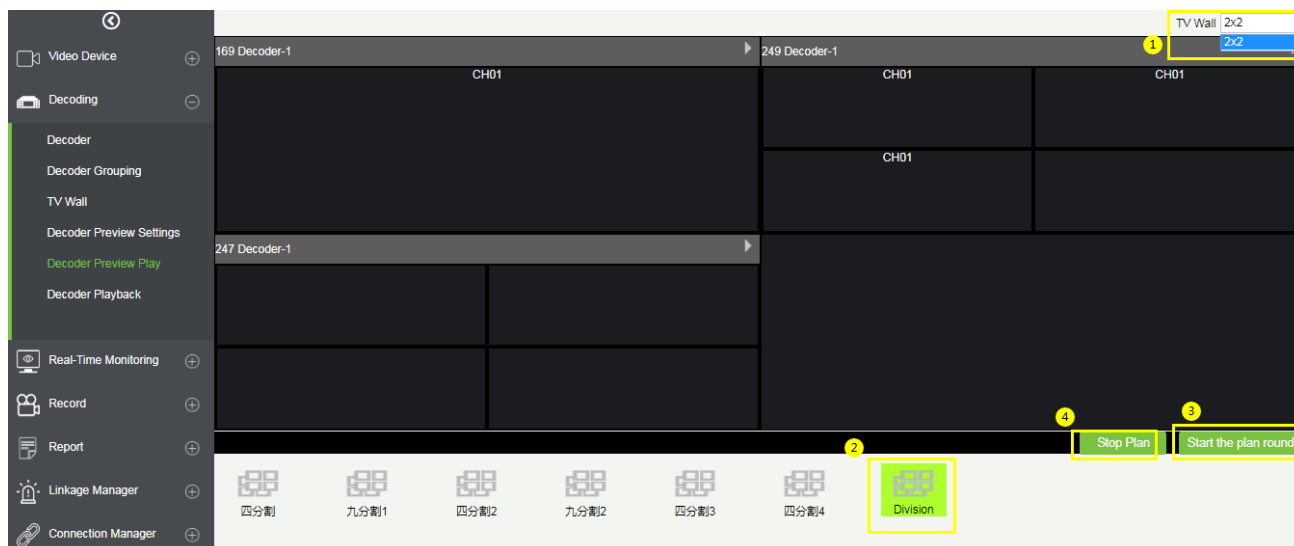 TV Wall 2x2
1
2x2
Video Device
Decoding
Decoder
Decoder Grouping
TV Wall
Decoder Preview Settings
Decoder Preview Play
Decoder Playback
Real-Time Monitoring
Record
Report
Linkage Manager
Connection Manager
169 Decoder-1
CH01
249 Decoder-1
CH01
CH01
CH01
247 Decoder-1
4
3
Stop Plan
Start the plan round
2
四分割
九分割1
四分割2
九分割2
四分割3
四分割4
Division